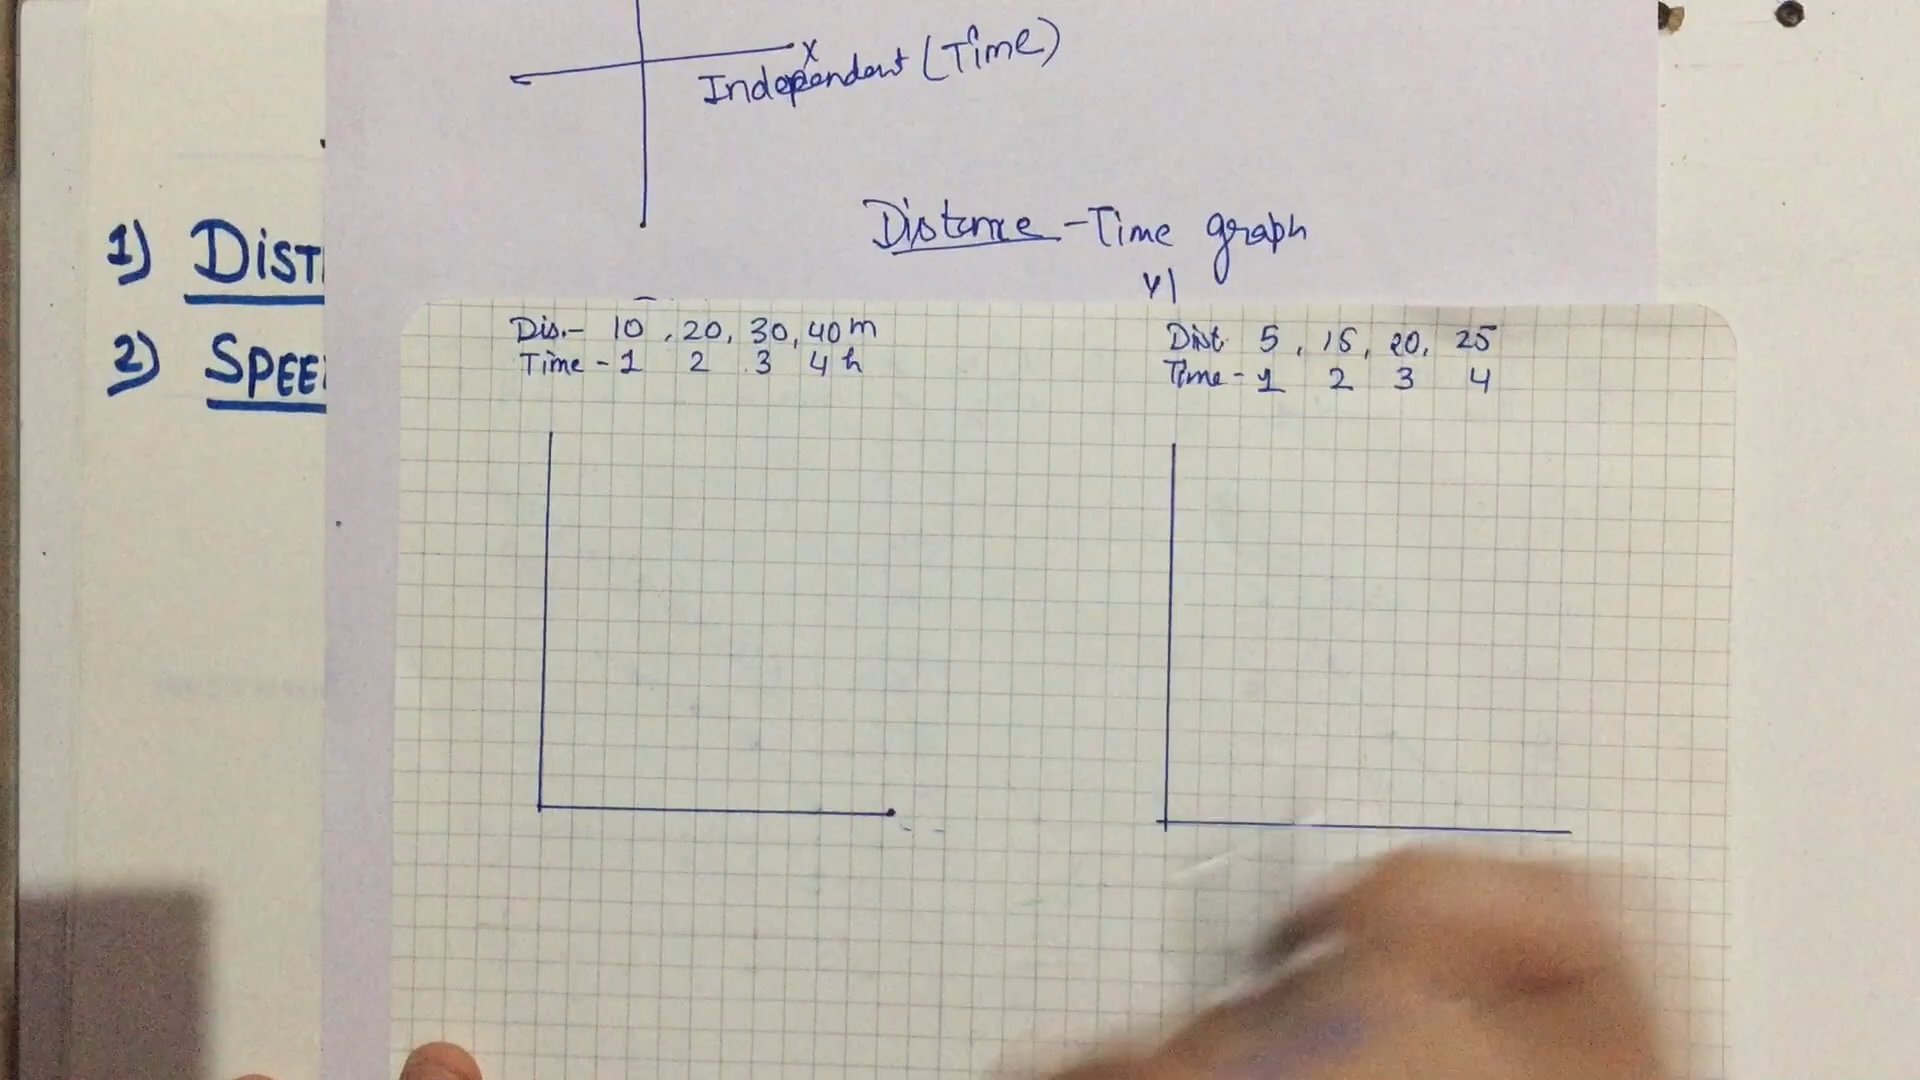 X
Independent (Time)
Distance - Time graph
y
1) DIST
2) SPEE
Dis.- 10, 20, 30, 40 m
Time - 1 2 3 4 h
Dist. 5, 15, 20, 25
Time - 1 2 3 4